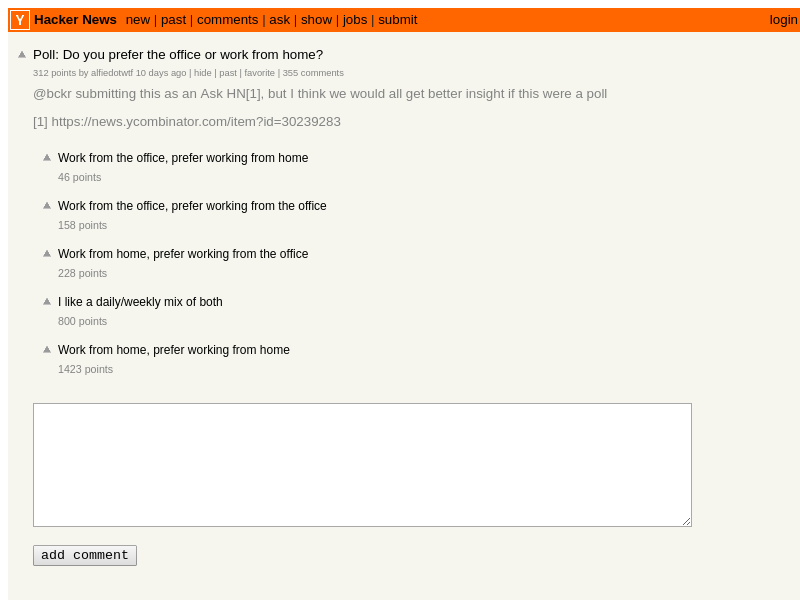 Y Hacker News new | past | comments | ask | show | jobs | submit login
Poll: Do you prefer the office or work from home?
312 points by alfiedotwtf 10 days ago | hide | past | favorite | 355 comments
@bckr submitting this as an Ask HN[1], but I think we would all get better insight if this were a poll
[1] https://news.ycombinator.com/item?id=30239283
Work from the office, prefer working from home
46 points
Work from the office, prefer working from the office
158 points
Work from home, prefer working from the office
228 points
I like a daily/weekly mix of both
800 points
Work from home, prefer working from home
1423 points
add comment